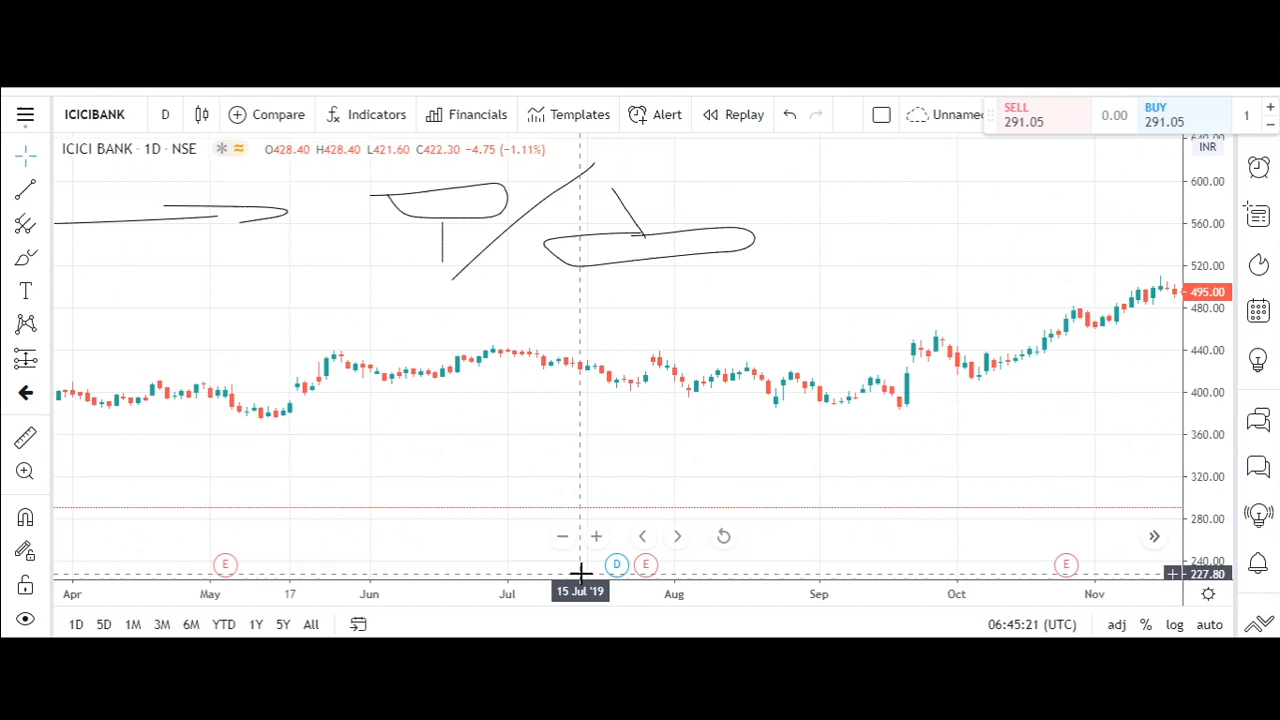 ICICIBANK D Compare Indicators Financials Templates Alert Replay Unname
SELL 291.05 0.00 BUY 291.05 1
ICICI BANK · 1D · NSE O428.40 H428.40 L421.60 C422.30 −4.75 (−1.11%)
INR
600.00
560.00
520.00
495.00
480.00
440.00
400.00
360.00
320.00
280.00
240.00
227.80
E D E E
Apr May 17 Jun Jul 15 Jul '19 Aug Sep Oct Nov
1D 5D 1M 3M 6M YTD 1Y 5Y All 06:45:21 (UTC) adj % log auto